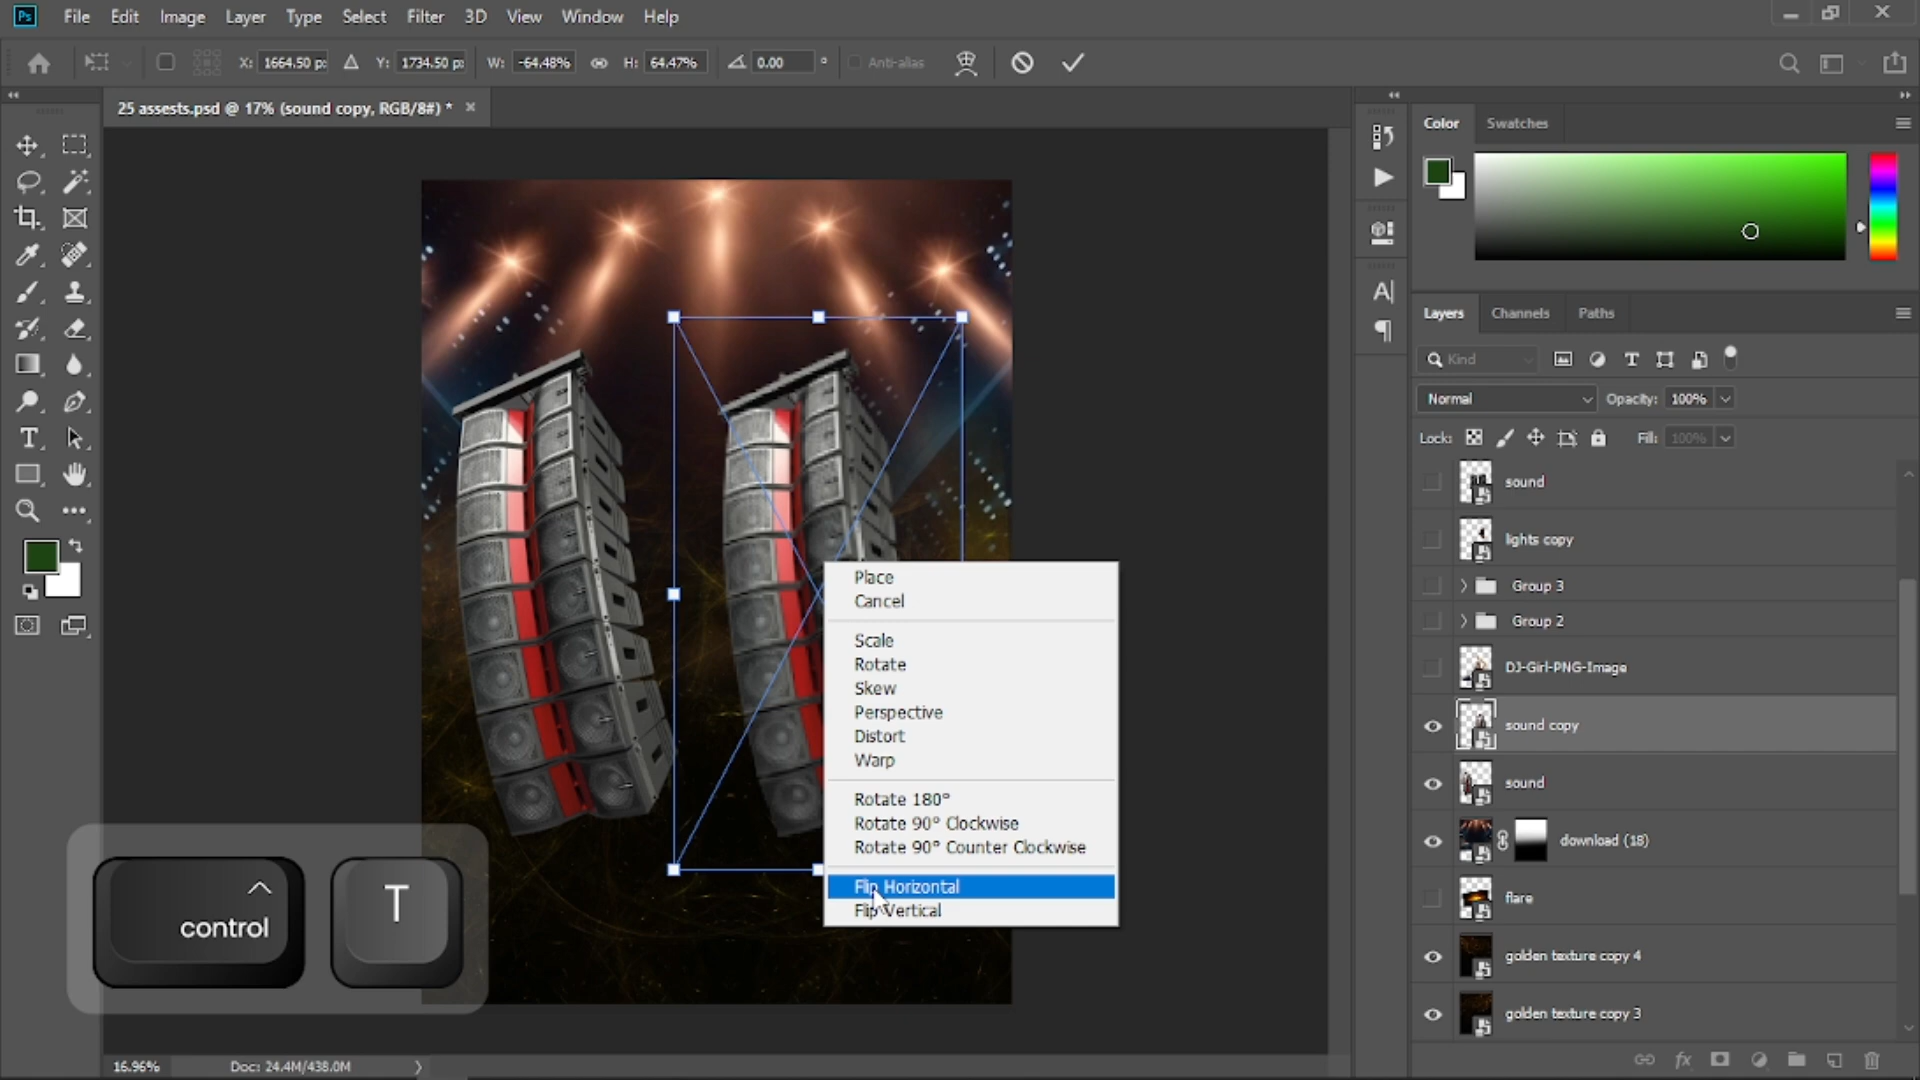 Ps File Edit Image Layer Type Select Filter 3D View Window Help
X: 1664.50 p: Y: 1734.50 p: W: -64.48% H: 64.47% 0.00 ° Anti-alias
25 assests.psd @ 17% (sound copy, RGB/8#) *
Color Swatches
Layers Channels Paths
Kind
Normal Opacity: 100%
Lock: Fill: 100%
sound
lights copy
Group 3
Group 2
DJ-Girl-PNG-Image
sound copy
sound
download (18)
flare
golden texture copy 4
golden texture copy 3
Place
Cancel
Scale
Rotate
Skew
Perspective
Distort
Warp
Rotate 180°
Rotate 90° Clockwise
Rotate 90° Counter Clockwise
Flip Horizontal
Flip Vertical
control
T
16.96% Doc: 24.4M/438.0M